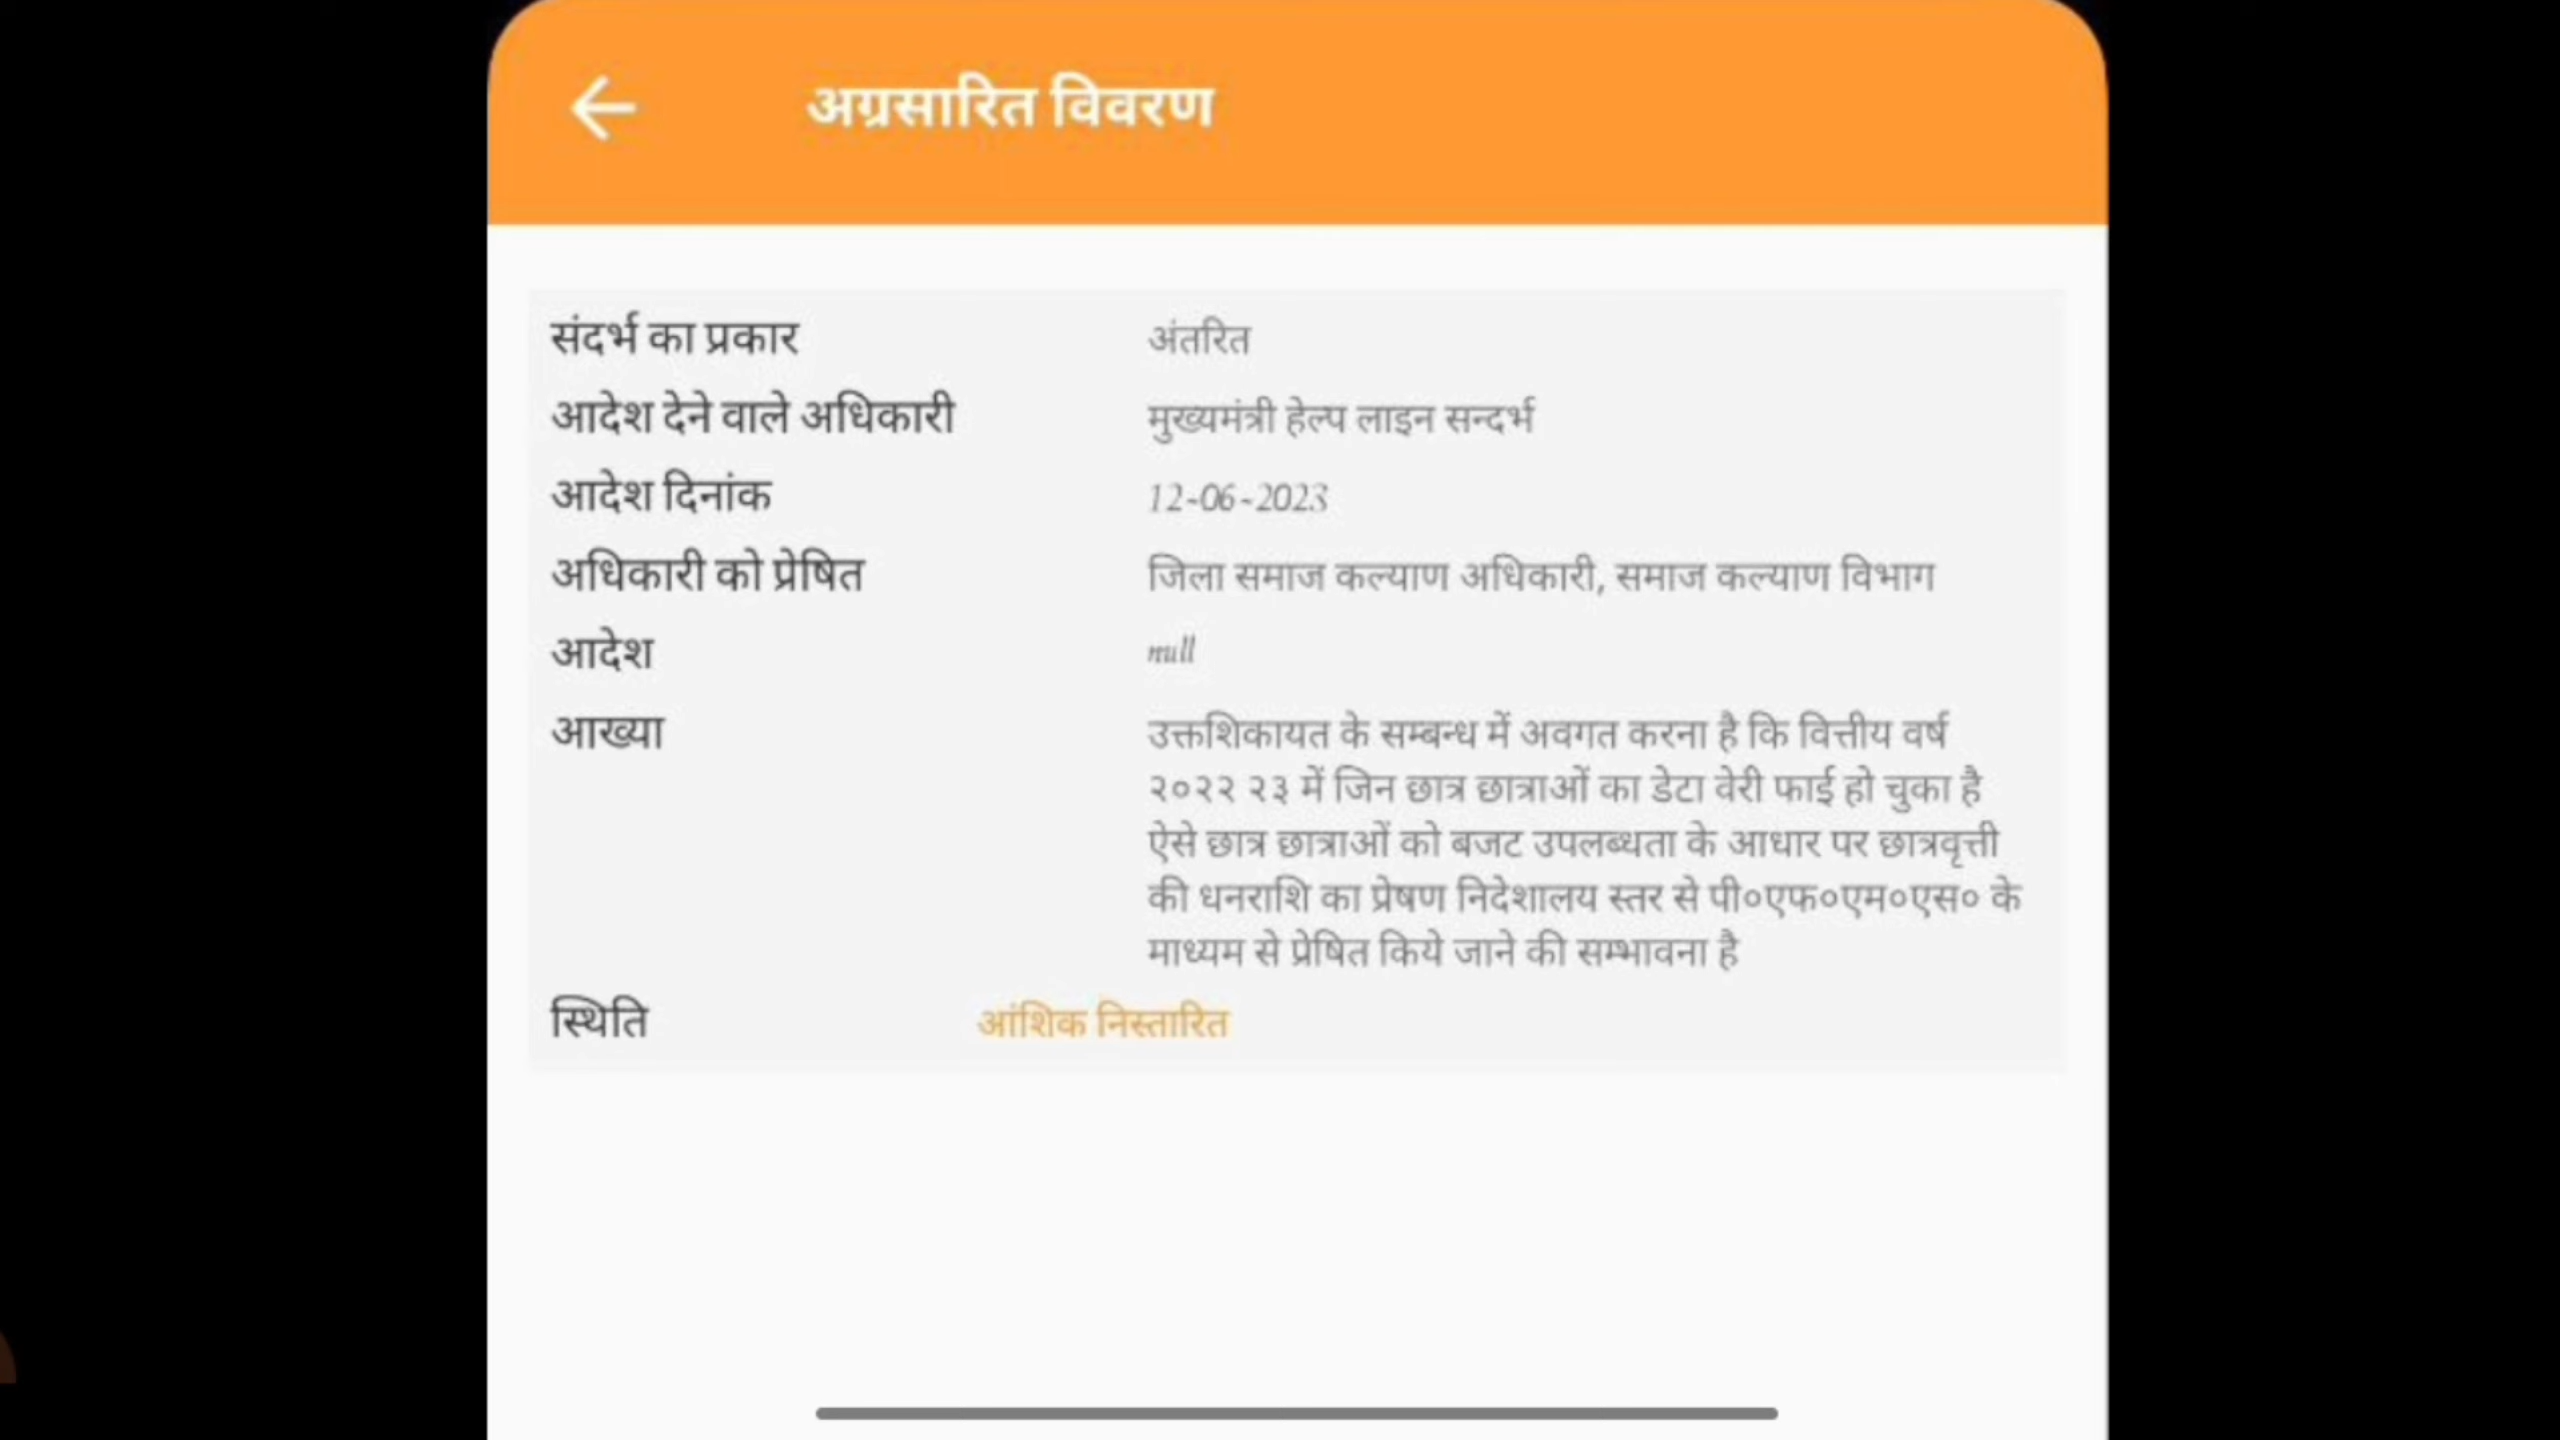 अग्रसारित विवरण
संदर्भ का प्रकार अंतरित
आदेश देने वाले अधिकारी मुख्यमंत्री हेल्प लाइन सन्दर्भ
आदेश दिनांक 12-06-2023
अधिकारी को प्रेषित जिला समाज कल्याण अधिकारी, समाज कल्याण विभाग
आदेश null
आख्या उक्तशिकायत के सम्बन्ध में अवगत करना है कि वित्तीय वर्ष
२०२२ २३ में जिन छात्र छात्राओं का डेटा वेरी फाई हो चुका है
ऐसे छात्र छात्राओं को बजट उपलब्धता के आधार पर छात्रवृत्ती
की धनराशि का प्रेषण निदेशालय स्तर से पी०एफ०एम०एस० के
माध्यम से प्रेषित किये जाने की सम्भावना है
स्थिति आंशिक निस्तारित